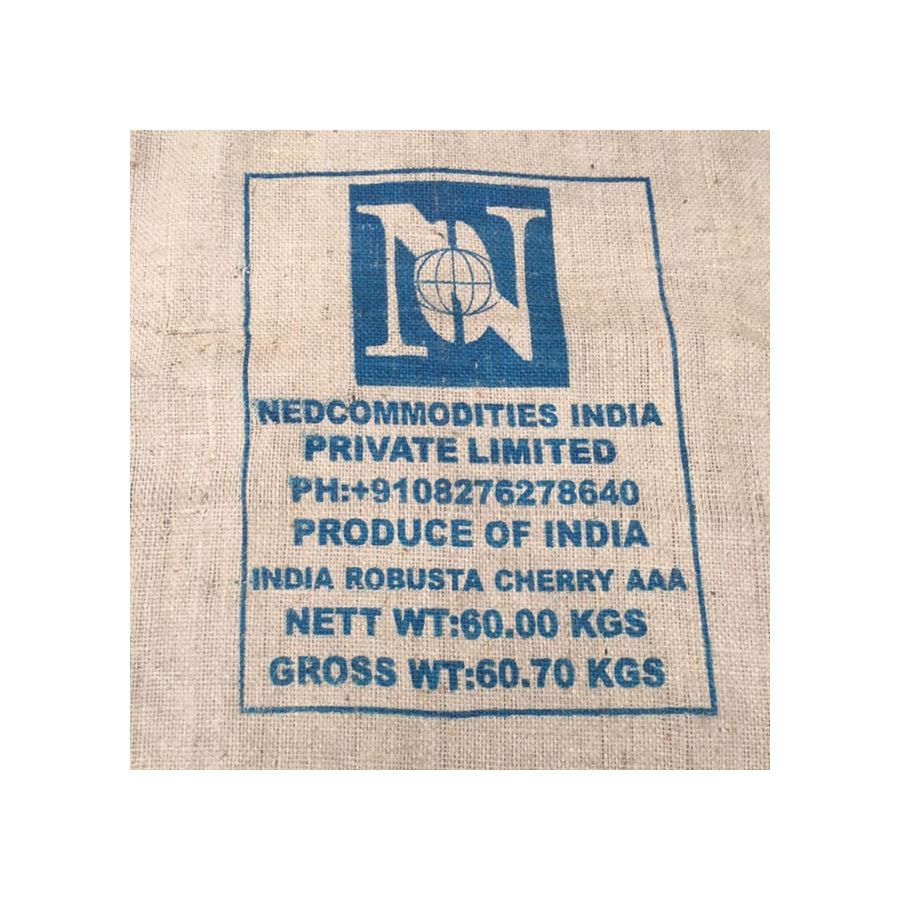 N
NEDCOMMODITIES INDIA
PRIVATE LIMITED
PH:+9108276278640
PRODUCE OF INDIA
INDIA ROBUSTA CHERRY AAA
NETT WT:60.00 KGS
GROSS WT:60.70 KGS